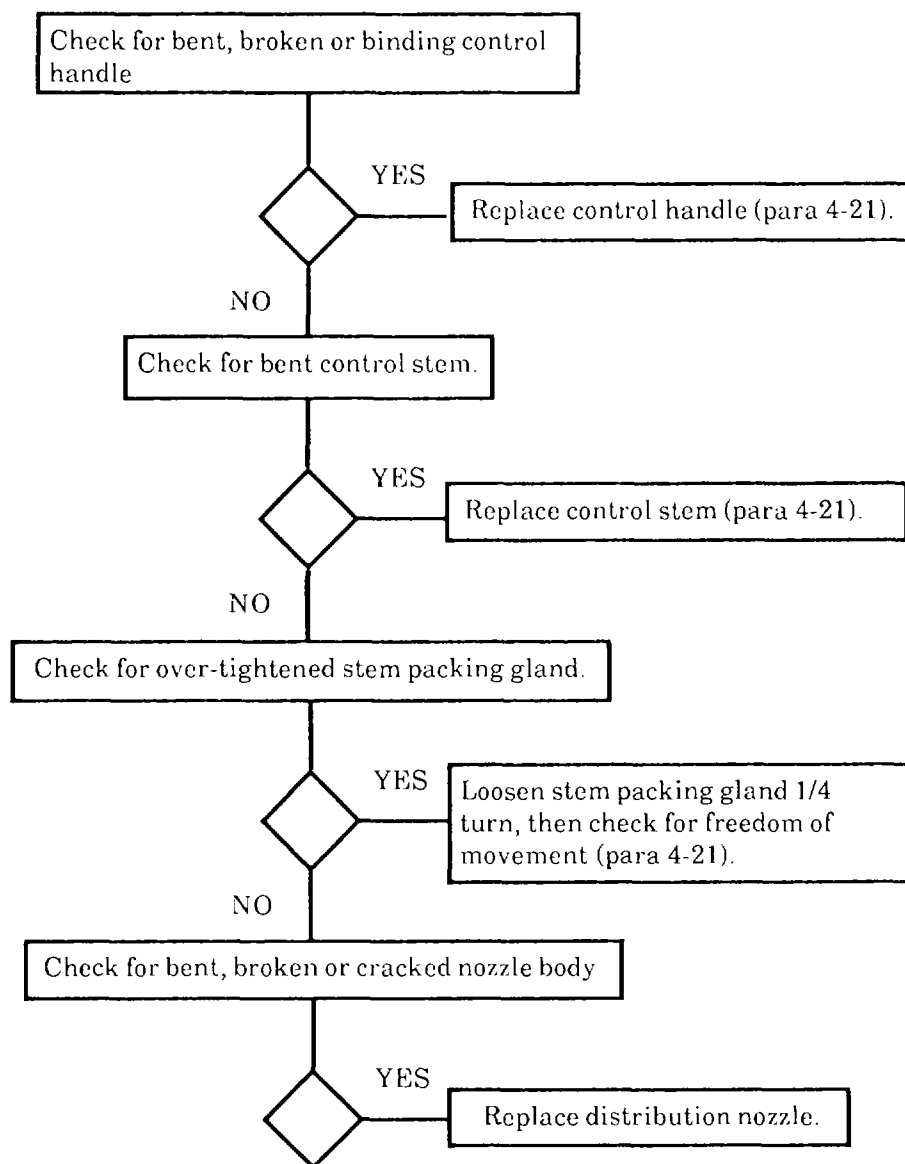 Check for bent, broken or binding control
handle
YES
Replace control handle (para 4-21).
NO
Check for bent control stem.
YES
Replace control stem (para 4-21).
NO
Check for over-tightened stem packing gland.
YES
Loosen stem packing gland 1/4
turn, then check for freedom of
movement (para 4-21).
NO
Check for bent, broken or cracked nozzle body
YES
Replace distribution nozzle.